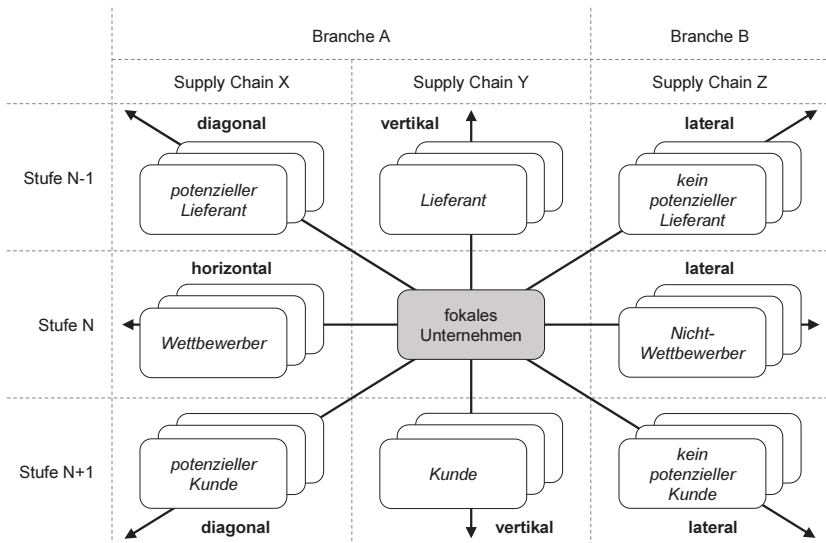 Branche A
Branche B
Supply Chain X
Supply Chain Y
Supply Chain Z
diagonal
vertikal
lateral
Stufe N-1
potenzieller
Lieferant
Lieferant
kein
potenzieller
Lieferant
horizontal
lateral
Stufe N
Wettbewerber
fokales
Unternehmen
Nicht-
Wettbewerber
Stufe N+1
potenzieller
Kunde
Kunde
kein
potenzieller
Kunde
diagonal
vertikal
lateral